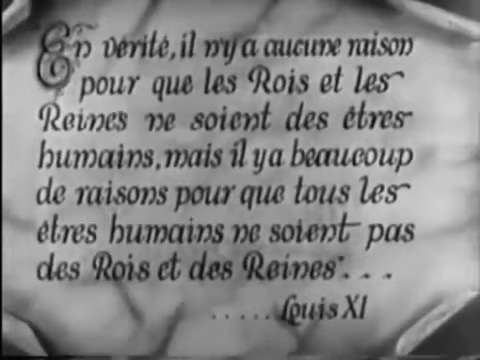 En vérité, il n'y a aucune raison
pour que les Rois et les
Reines ne soient des êtres
humains, mais il y a beaucoup
de raisons pour que tous les
êtres humains ne soient pas
des Rois et des Reines...
..... Louis XI